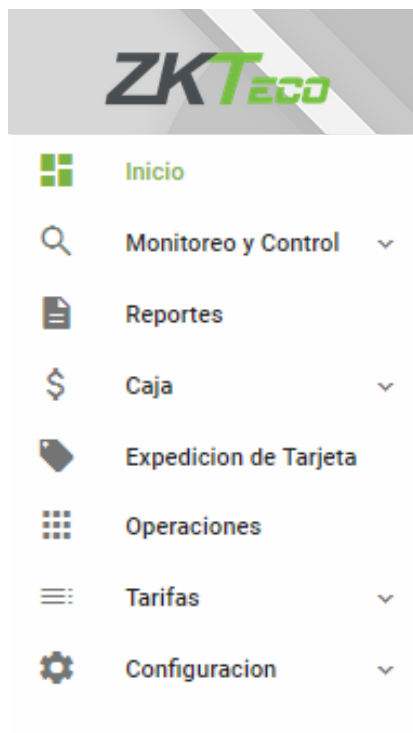 ZKTECO
Inicio
Monitoreo y Control
Reportes
Caja
Expedicion de Tarjeta
Operaciones
Tarifas
Configuracion